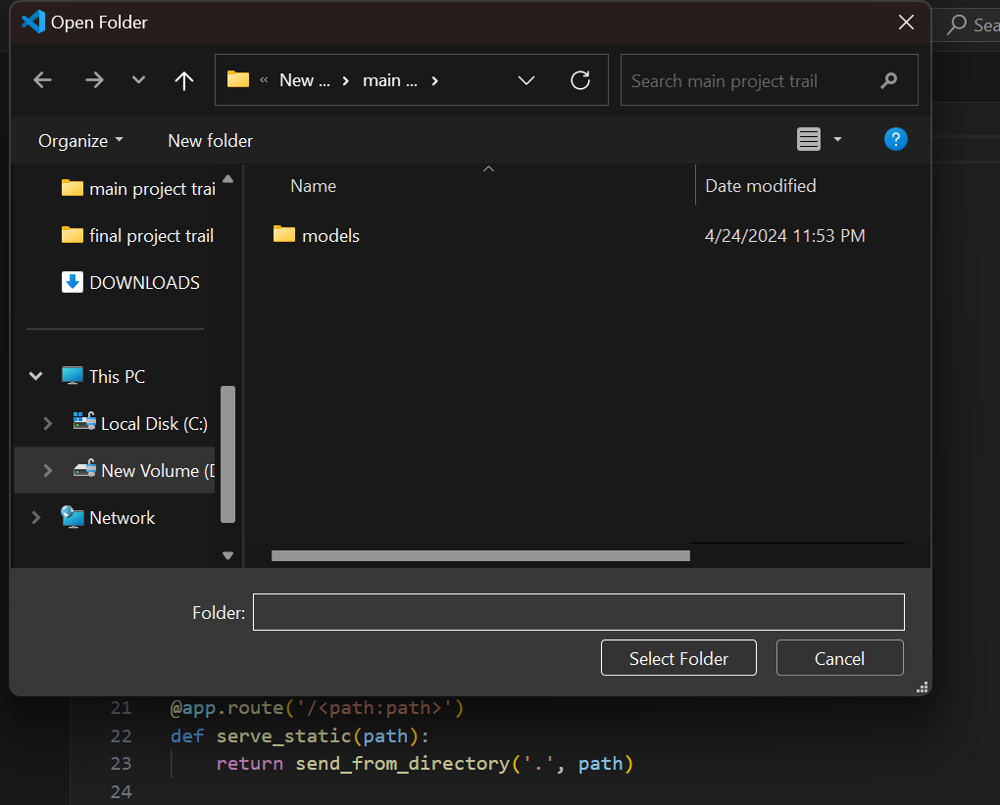 Open Folder
Sea
« New ... > main ... >
Search main project trail
Organize
New folder
?
Name
Date modified
main project trai
final project trail
DOWNLOADS
models
4/24/2024 11:53 PM
This PC
Local Disk (C:)
New Volume (D
Network
Folder:
Select Folder
Cancel
21 @app.route('/<path:path>')
22 def serve_static(path):
23 return send_from_directory('.', path)
24